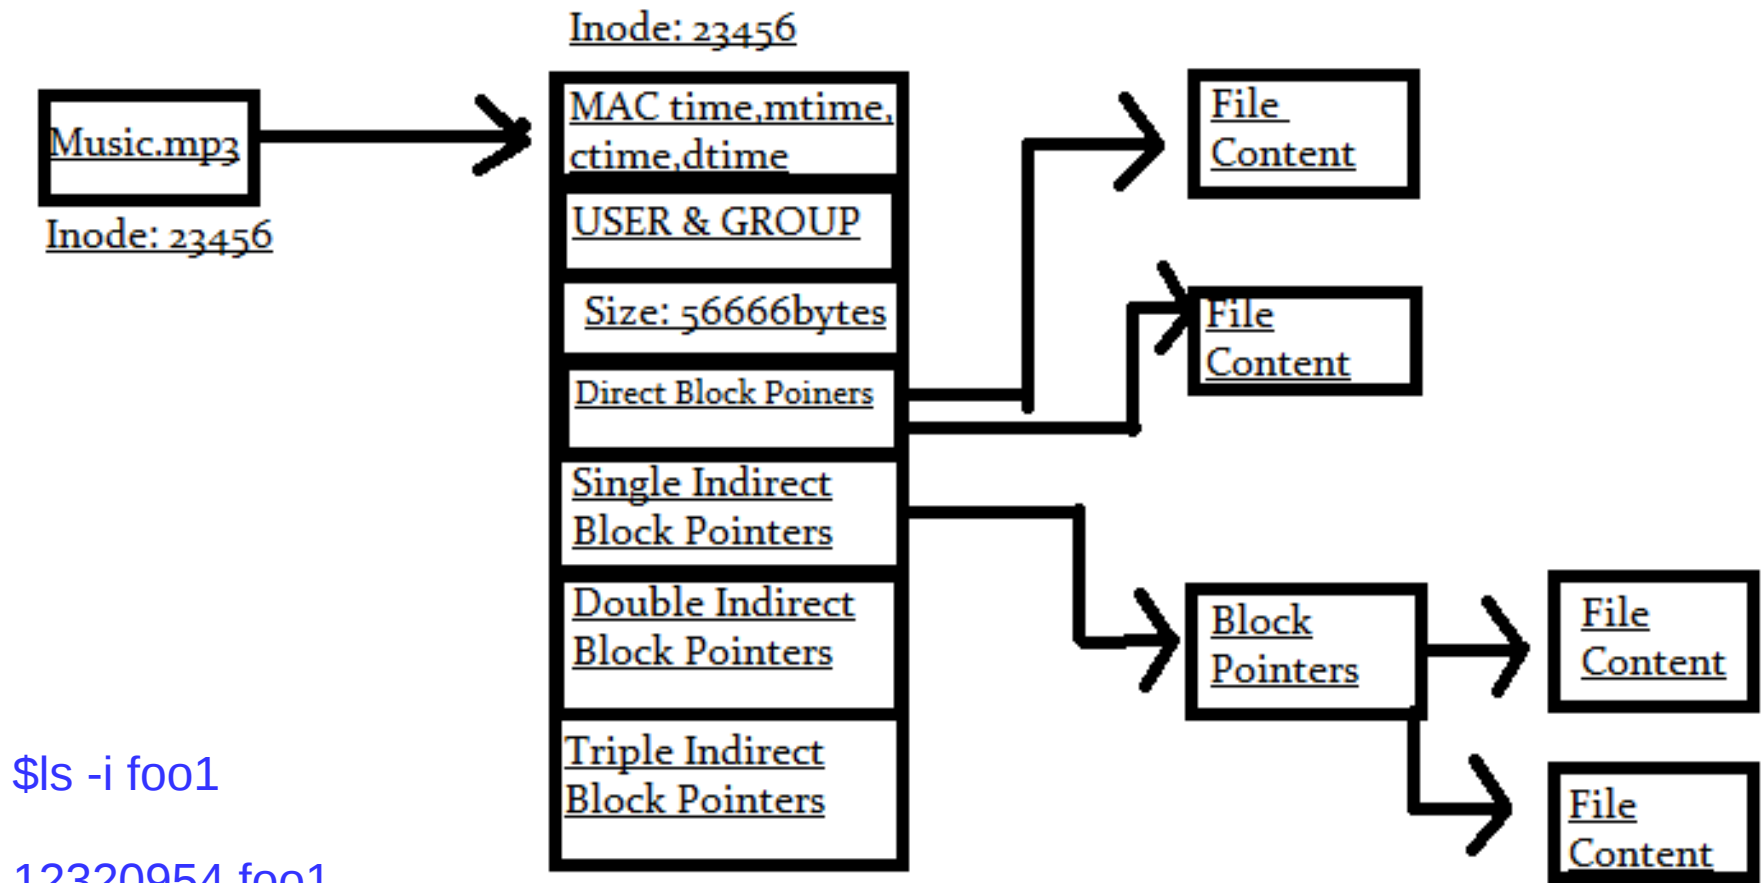 Inode: 23456
Music.mp3
Inode: 23456
MAC time,mtime,
ctime,dtime
USER & GROUP
Size: 56666bytes
Direct Block Poiners
Single Indirect
Block Pointers
Double Indirect
Block Pointers
Triple Indirect
Block Pointers
File
Content
File
Content
Block
Pointers
File
Content
File
Content
$ls -i foo1
12320954 foo1